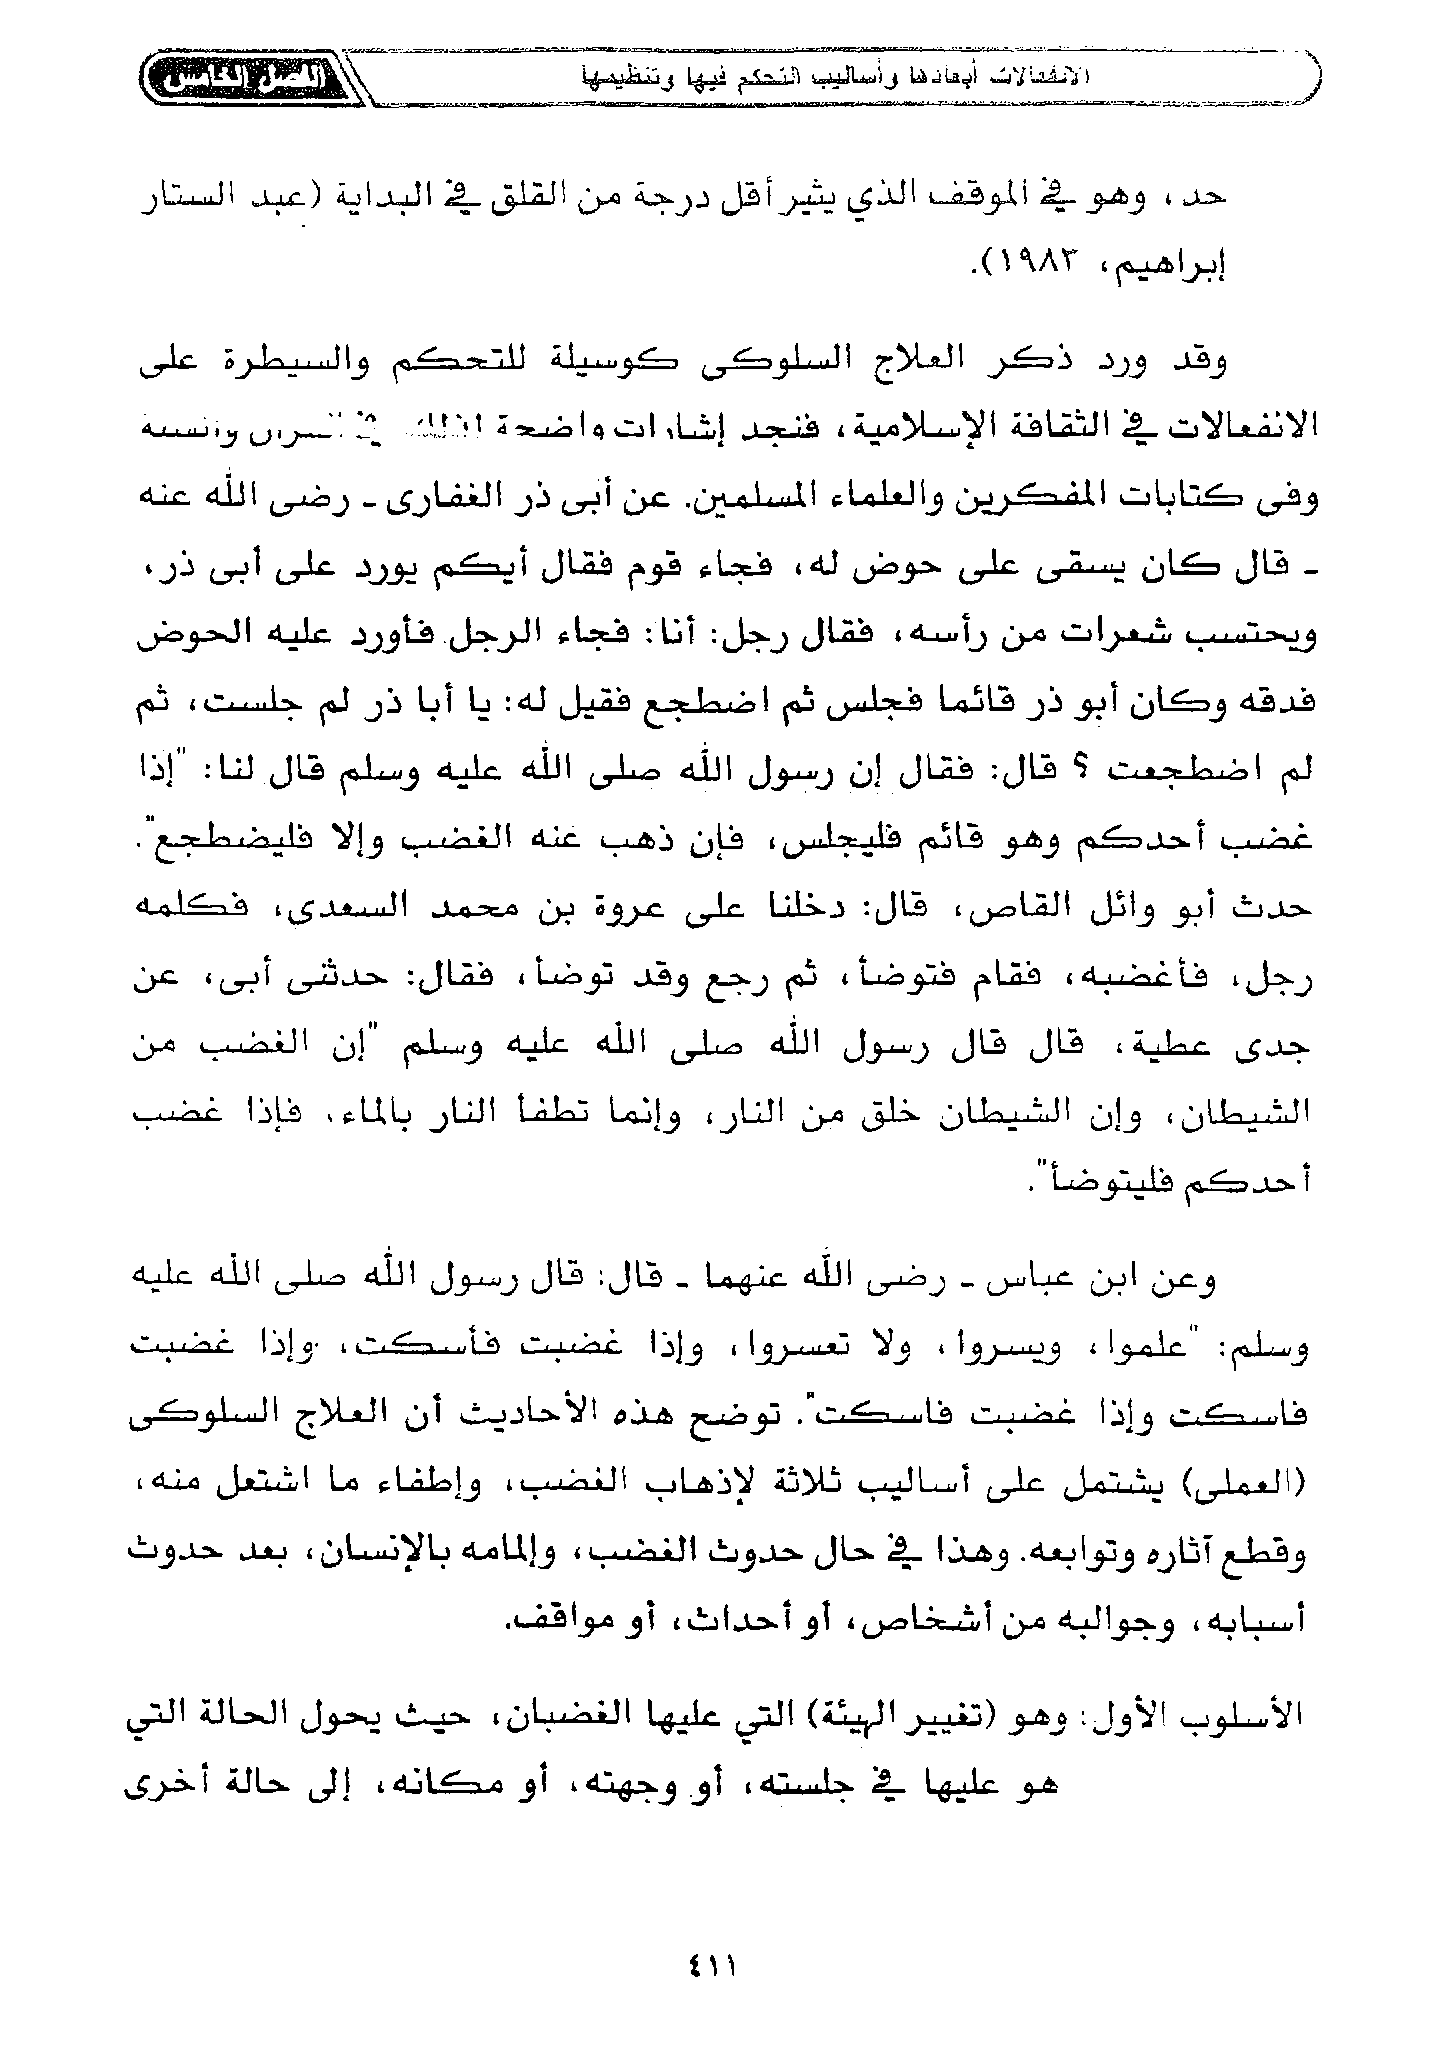 الانفعالات أبعادها وأساليب التحكم فيها وتنظيمها
الفصل الخامس
حد، وهو في الموقف الذي يثير أقل درجة من القلق في البداية (عبد الستار
إبراهيم، ١٩٨٣).
وقد ورد ذكر العلاج السلوكى كوسيلة للتحكم والسيطرة على
الانفعالات في الثقافة الإسلامية، فنجد إشارات واضحة لذلك في
وفى كتابات المفكرين والعلماء المسلمين. عن أبى ذر الغفارى - رضى الله عنه
- قال كان يسقى على حوض له، فجاء قوم فقال أيكم يورد على أبى ذر،
ويحتسب شعرات من رأسه، فقال رجل: أنا: فجاء الرجل فأورد عليه الحوض
فدقه وكان أبو ذر قائما فجلس ثم اضطجع فقيل له: يا أبا ذر لم جلست، ثم
لم اضطجعت ؟ قال: فقال إن رسول الله صلى الله عليه وسلم قال لنا: "إذا
غضب أحدكم وهو قائم فليجلس، فإن ذهب عنه الغضب وإلا فليضطجع".
حدث أبو وائل القاص، قال: دخلنا على عروة بن محمد السعدى، فكلمه
رجل، فأغضبه، فقام فتوضأ، ثم رجع وقد توضأ، فقال: حدثنى أبى، عن
جدى عطية، قال قال رسول الله صلى الله عليه وسلم "إن الغضب من
الشيطان، وإن الشيطان خلق من النار، وإنما تطفأ النار بالماء، فإذا غضب
أحدكم فليتوضأ".
وعن ابن عباس - رضى الله عنهما - قال: قال رسول الله صلى الله عليه
وسلم: "علموا، ويسروا، ولا تعسروا، وإذا غضبت فأسكت، وإذا غضبت
فاسكت وإذا غضبت فاسكت". توضح هذه الأحاديث أن العلاج السلوكى
(العملى) يشتمل على أساليب ثلاثة لإذهاب الغضب، وإطفاء ما اشتعل منه،
وقطع آثاره وتوابعه. وهذا في حال حدوث الغضب، وإلمامه بالإنسان، بعد حدوث
أسبابه، وجوالبه من أشخاص، أو أحداث، أو مواقف.
الأسلوب الأول: وهو (تغيير الهيئة) التي عليها الغضبان، حيث يحول الحالة التي
هو عليها في جلسته، أو وجهته، أو مكانه، إلى حالة أخرى
٤١١